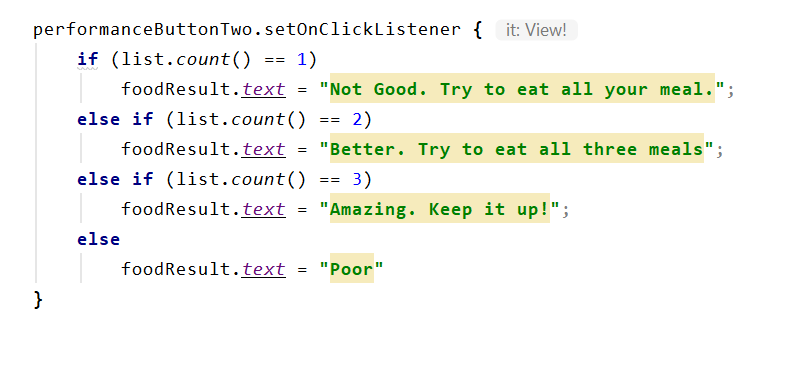 performanceButtonTwo.setOnClickListener { it: View!
if (list.count() == 1)
foodResult.text = "Not Good. Try to eat all your meal.";
else if (list.count() == 2)
foodResult.text = "Better. Try to eat all three meals";
else if (list.count() == 3)
foodResult.text = "Amazing. Keep it up!";
else
foodResult.text = "Poor"
}